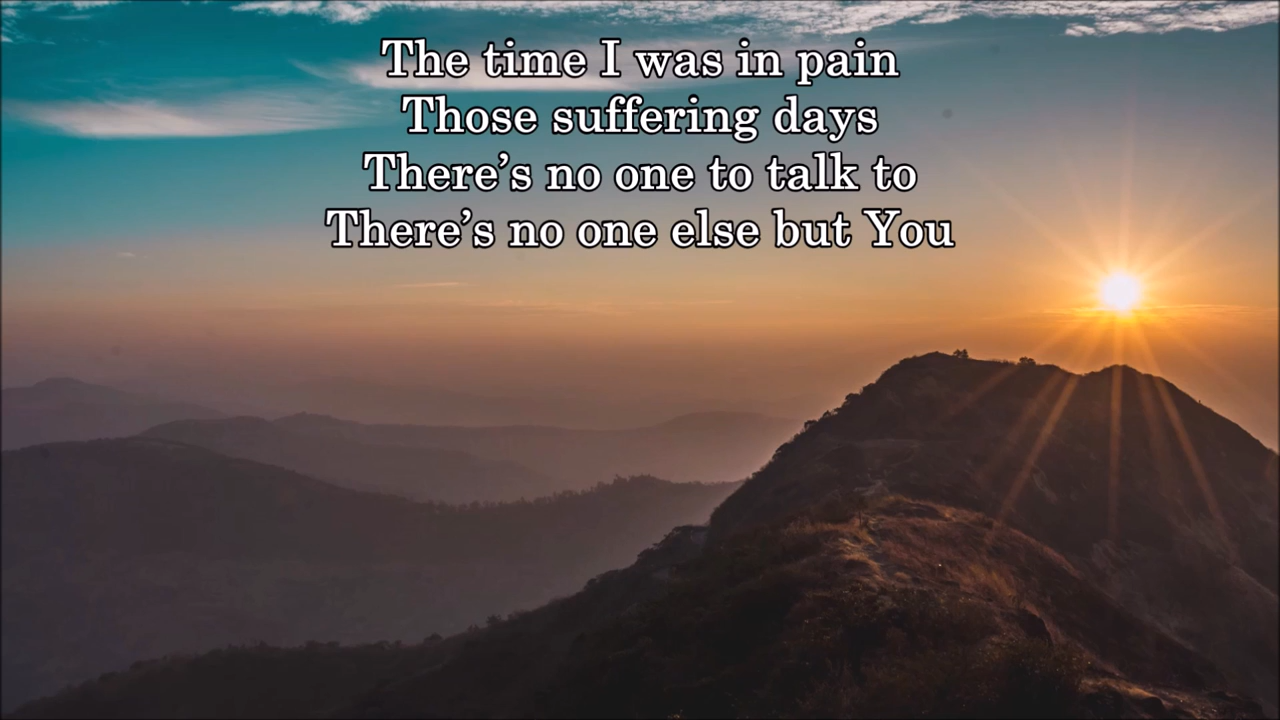 The time I was in pain
Those suffering days
There’s no one to talk to
There’s no one else but You